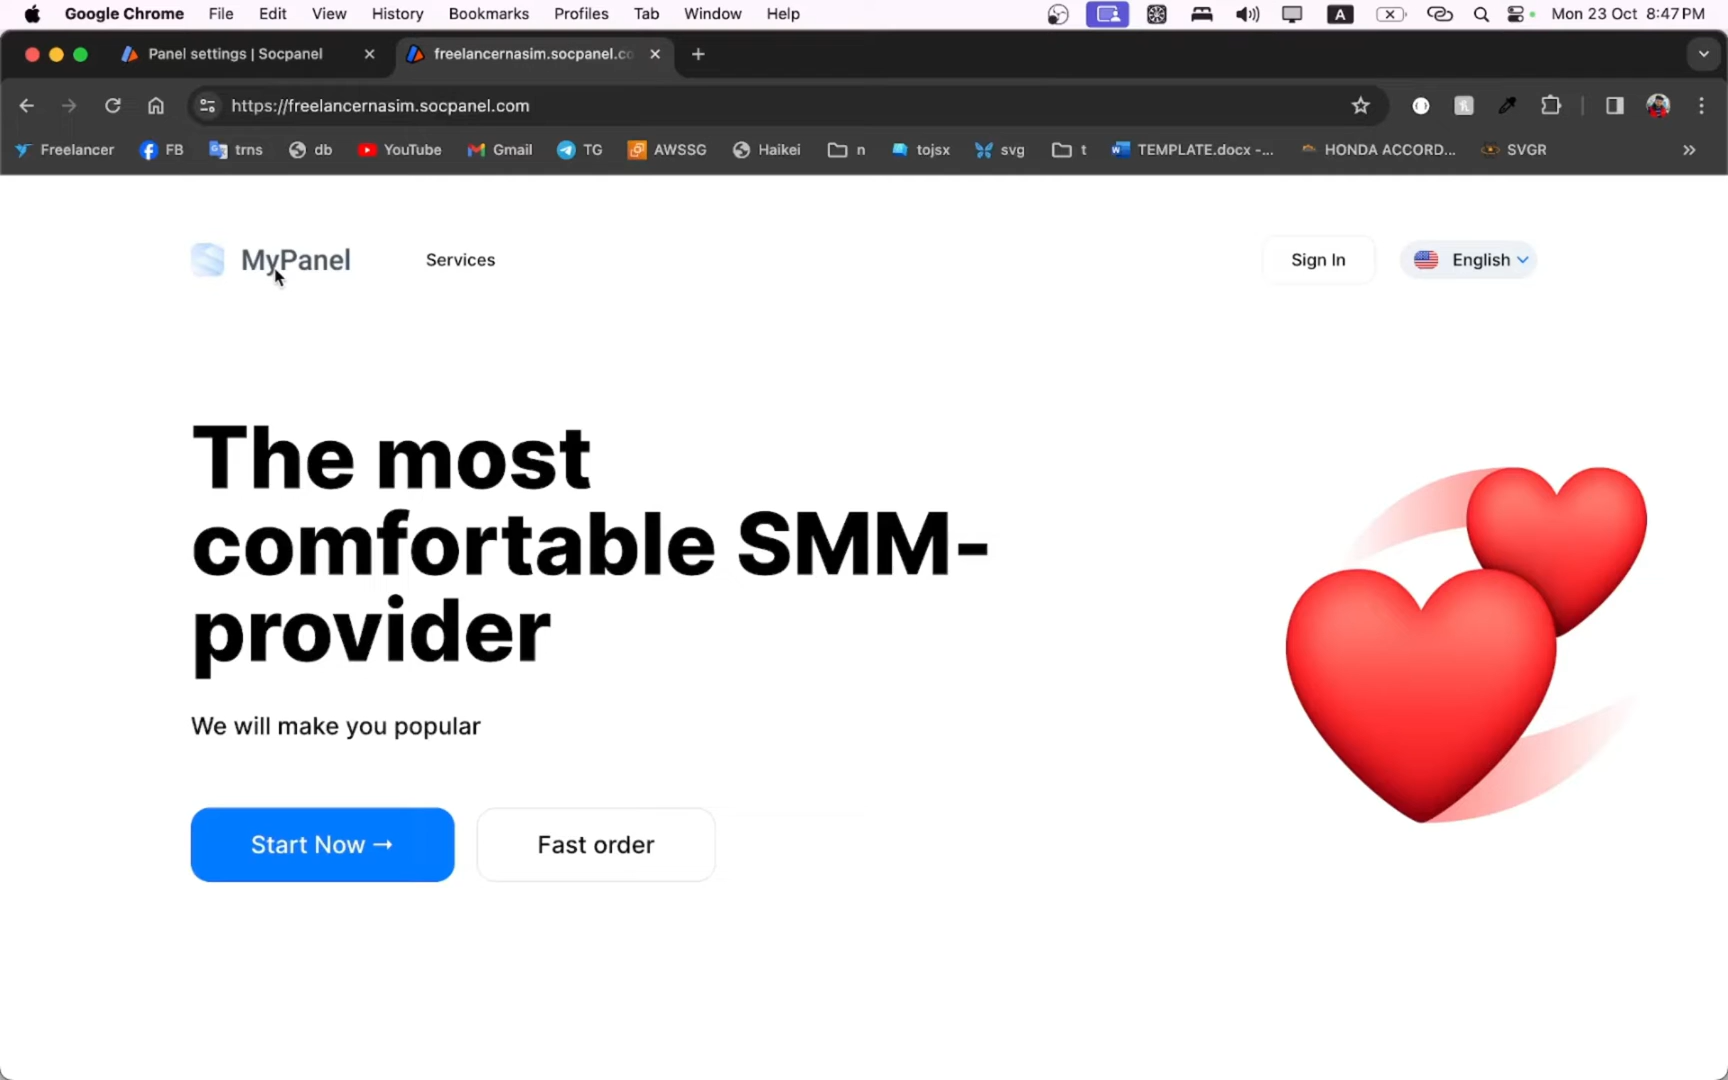 Google Chrome File Edit View History Bookmarks Profiles Tab Window Help A Mon 23 Oct 8:47 PM
Panel settings | Socpanel freelancernasim.socpanel.co
https://freelancernasim.socpanel.com
Freelancer FB trns db YouTube Gmail TG AWSSG Haikei n tojsx svg t TEMPLATE.docx -... HONDA ACCORD... SVGR
MyPanel Services Sign In English
The most
comfortable SMM-
provider
We will make you popular
Start Now → Fast order